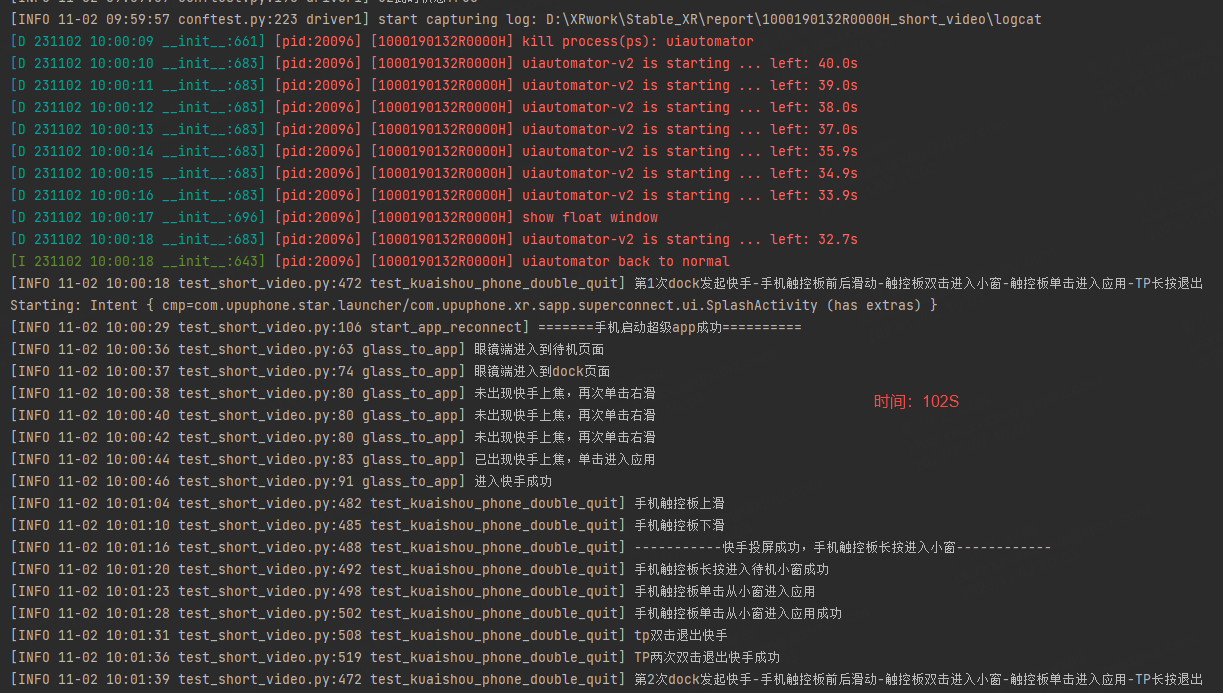 [INFO 11-02 09:59:57 conftest.py:223 driver1] start capturing log: D:\XRwork\Stable_XR\report\1000190132R0000H_short_video\logcat
[D 231102 10:00:09 __init__:661] [pid:20096] [1000190132R0000H] kill process(ps): uiautomator
[D 231102 10:00:10 __init__:683] [pid:20096] [1000190132R0000H] uiautomator-v2 is starting ... left: 40.0s
[D 231102 10:00:11 __init__:683] [pid:20096] [1000190132R0000H] uiautomator-v2 is starting ... left: 39.0s
[D 231102 10:00:12 __init__:683] [pid:20096] [1000190132R0000H] uiautomator-v2 is starting ... left: 38.0s
[D 231102 10:00:13 __init__:683] [pid:20096] [1000190132R0000H] uiautomator-v2 is starting ... left: 37.0s
[D 231102 10:00:14 __init__:683] [pid:20096] [1000190132R0000H] uiautomator-v2 is starting ... left: 35.9s
[D 231102 10:00:15 __init__:683] [pid:20096] [1000190132R0000H] uiautomator-v2 is starting ... left: 34.9s
[D 231102 10:00:16 __init__:683] [pid:20096] [1000190132R0000H] uiautomator-v2 is starting ... left: 33.9s
[D 231102 10:00:17 __init__:696] [pid:20096] [1000190132R0000H] show float window
[D 231102 10:00:18 __init__:683] [pid:20096] [1000190132R0000H] uiautomator-v2 is starting ... left: 32.7s
[I 231102 10:00:18 __init__:643] [pid:20096] [1000190132R0000H] uiautomator back to normal
[INFO 11-02 10:00:18 test_short_video.py:472 test_kuaishou_phone_double_quit] 第1次dock发起快手-手机触控板前后滑动-触控板双击进入小窗-触控板单击进入应用-TP长按退出
Starting: Intent { cmp=com.upuphone.star.launcher/com.upuphone.xr.sapp.superconnect.ui.SplashActivity (has extras) }
[INFO 11-02 10:00:29 test_short_video.py:106 start_app_reconnect] =======手机启动超级app成功==========
[INFO 11-02 10:00:36 test_short_video.py:63 glass_to_app] 眼镜端进入到待机页面
[INFO 11-02 10:00:37 test_short_video.py:74 glass_to_app] 眼镜端进入到dock页面
[INFO 11-02 10:00:38 test_short_video.py:80 glass_to_app] 未出现快手上焦，再次单击右滑
时间：102S
[INFO 11-02 10:00:40 test_short_video.py:80 glass_to_app] 未出现快手上焦，再次单击右滑
[INFO 11-02 10:00:42 test_short_video.py:80 glass_to_app] 未出现快手上焦，再次单击右滑
[INFO 11-02 10:00:44 test_short_video.py:83 glass_to_app] 已出现快手上焦，单击进入应用
[INFO 11-02 10:00:46 test_short_video.py:91 glass_to_app] 进入快手成功
[INFO 11-02 10:01:04 test_short_video.py:482 test_kuaishou_phone_double_quit] 手机触控板上滑
[INFO 11-02 10:01:10 test_short_video.py:485 test_kuaishou_phone_double_quit] 手机触控板下滑
[INFO 11-02 10:01:16 test_short_video.py:488 test_kuaishou_phone_double_quit] -----------快手投屏成功，手机触控板长按进入小窗------------
[INFO 11-02 10:01:20 test_short_video.py:492 test_kuaishou_phone_double_quit] 手机触控板长按进入待机小窗成功
[INFO 11-02 10:01:23 test_short_video.py:498 test_kuaishou_phone_double_quit] 手机触控板单击从小窗进入应用
[INFO 11-02 10:01:28 test_short_video.py:502 test_kuaishou_phone_double_quit] 手机触控板单击从小窗进入应用成功
[INFO 11-02 10:01:31 test_short_video.py:508 test_kuaishou_phone_double_quit] tp双击退出快手
[INFO 11-02 10:01:36 test_short_video.py:519 test_kuaishou_phone_double_quit] TP两次双击退出快手成功
[INFO 11-02 10:01:39 test_short_video.py:472 test_kuaishou_phone_double_quit] 第2次dock发起快手-手机触控板前后滑动-触控板双击进入小窗-触控板单击进入应用-TP长按退出